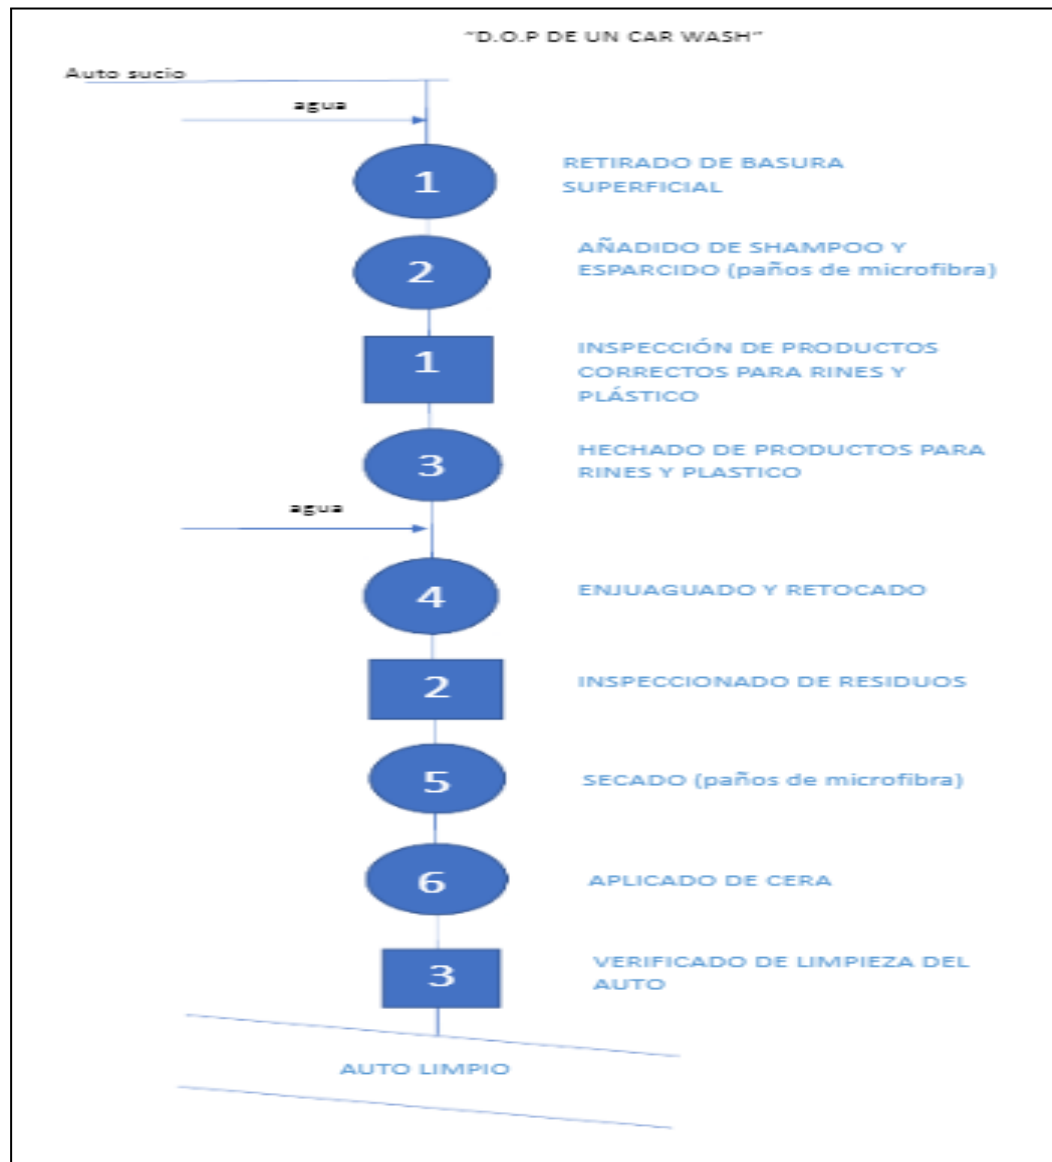 "D.O.P DE UN CAR WASH"
Auto sucio
agua
1
RETIRADO DE BASURA
SUPERFICIAL
2
AÑADIDO DE SHAMPOO Y
ESPARCIDO (paños de microfibra)
1
INSPECCIÓN DE PRODUCTOS
CORRECTOS PARA RINES Y
PLÁSTICO
3
HECHADO DE PRODUCTOS PARA
RINES Y PLASTICO
agua
4
ENJUAGUADO Y RETOCADO
2
INSPECCIONADO DE RESIDUOS
5
SECADO (paños de microfibra)
6
APLICADO DE CERA
3
VERIFICADO DE LIMPIEZA DEL
AUTO
AUTO LIMPIO